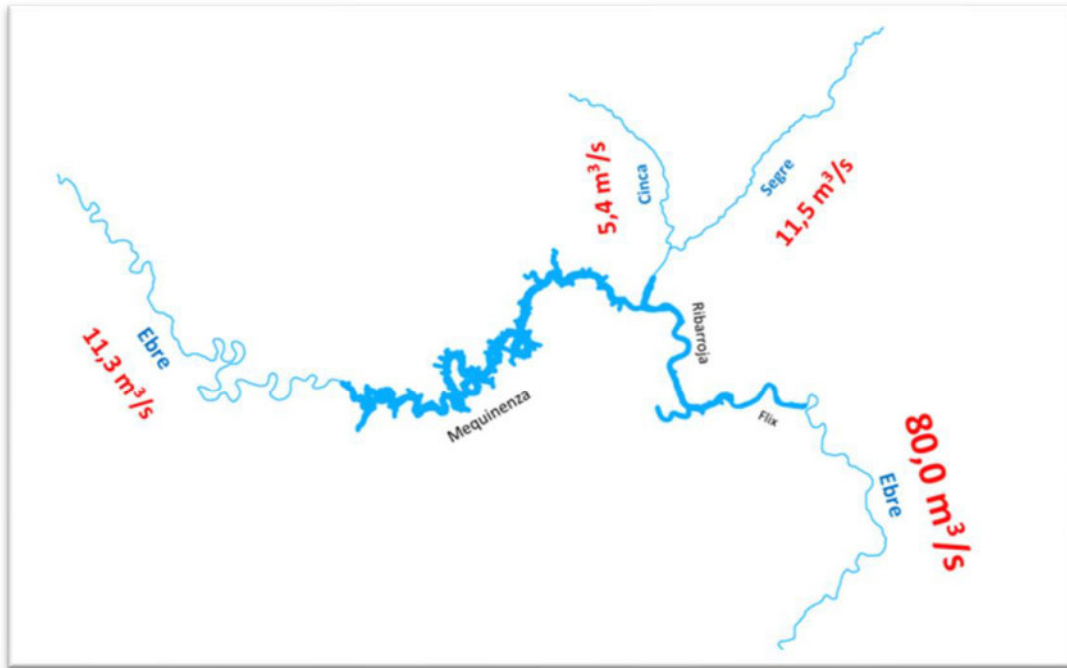 Cinca
5,4 m³/s
Segre
11,5 m³/s
Ebre
11,3 m³/s
Ribarroja
Mequinenza
Flix
Ebre
80,0 m³/s